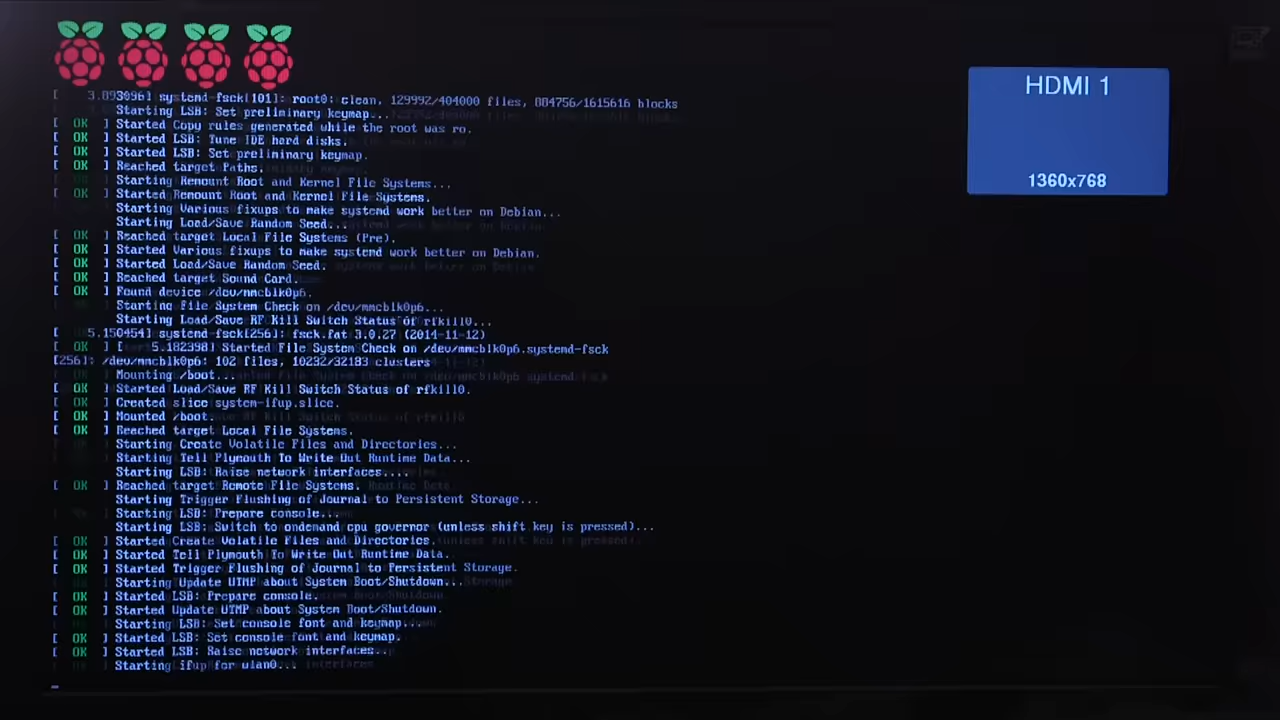 [    3.893096] systemd-fsck[101]: root0: clean, 129992/404000 files, 884756/1615616 blocks
Starting LSB: Set preliminary keymap...
[  OK  ] Started Copy rules generated while the root was ro.
[  OK  ] Started LSB: Tune IDE hard disks.
[  OK  ] Started LSB: Set preliminary keymap.
[  OK  ] Reached target Paths.
Starting Remount Root and Kernel File Systems...
[  OK  ] Started Remount Root and Kernel File Systems.
Starting Various fixups to make systemd work better on Debian...
Starting Load/Save Random Seed...
[  OK  ] Reached target Local File Systems (Pre).
[  OK  ] Started Various fixups to make systemd work better on Debian.
[  OK  ] Started Load/Save Random Seed.
[  OK  ] Reached target Sound Card.
[  OK  ] Found device /dev/mmcblk0p6.
Starting File System Check on /dev/mmcblk0p6...
Starting Load/Save RF Kill Switch Status of rfkill0...
[    5.150454] systemd-fsck[256]: fsck.fat 3.0.27 (2014-11-12)
[  OK  ] [    5.182398] Started File System Check on /dev/mmcblk0p6.systemd-fsck
[256]: /dev/mmcblk0p6: 102 files, 10232/32183 clusters
Mounting /boot...
[  OK  ] Started Load/Save RF Kill Switch Status of rfkill0.
[  OK  ] Created slice system-ifup.slice.
[  OK  ] Mounted /boot.
[  OK  ] Reached target Local File Systems.
Starting Create Volatile Files and Directories...
Starting Tell Plymouth To Write Out Runtime Data...
Starting LSB: Raise network interfaces....
[  OK  ] Reached target Remote File Systems.
Starting Trigger Flushing of Journal to Persistent Storage...
Starting LSB: Prepare console...
Starting LSB: Switch to ondemand cpu governor (unless shift key is pressed)...
[  OK  ] Started Create Volatile Files and Directories.
[  OK  ] Started Tell Plymouth To Write Out Runtime Data.
[  OK  ] Started Trigger Flushing of Journal to Persistent Storage.
Starting Update UTMP about System Boot/Shutdown...
[  OK  ] Started LSB: Prepare console.
[  OK  ] Started Update UTMP about System Boot/Shutdown.
Starting LSB: Set console font and keymap...
[  OK  ] Started LSB: Set console font and keymap.
[  OK  ] Started LSB: Raise network interfaces..
Starting ifup for wlan0...
HDMI 1
1360x768